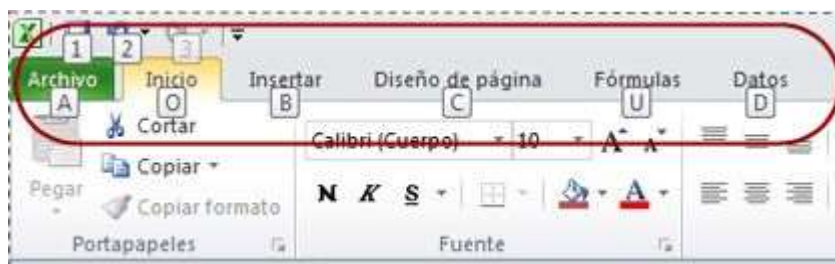 1 2 3
Archivo Inicio Insertar Diseño de página Fórmulas Datos
A O B C U D
Cortar
Calibri (Cuerpo) 10 A A
Copiar
Pegar
N K S A
Copiar formato
Portapapeles Fuente